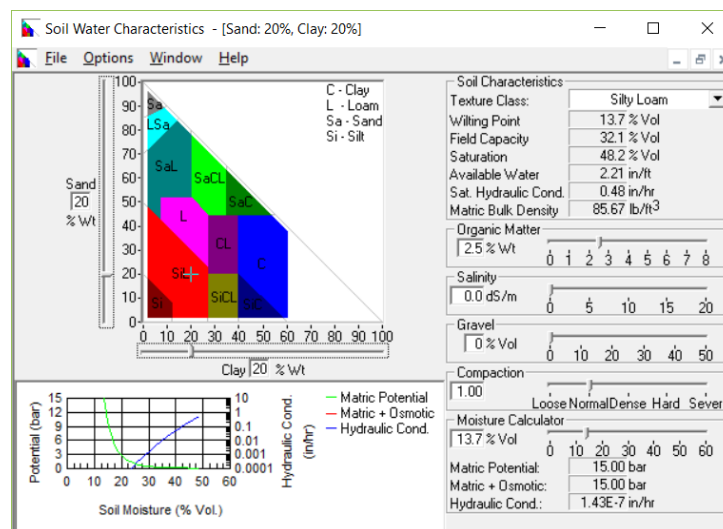 Soil Water Characteristics - [Sand: 20%, Clay: 20%]
File Options Window Help
C - Clay
L - Loam
Sa - Sand
Si - Silt
100
90
80
70
60
50
40
30
20
10
0
Sand
20
% Wt
Sa
LSa
SaL
SaCL
SaC
L
CL
C
SiL
Si
SiCL
SiC
0 10 20 30 40 50 60 70 80 90 100
Clay 20 % Wt
Soil Characteristics
Texture Class: Silty Loam
Wilting Point 13.7 % Vol
Field Capacity 32.1 % Vol
Saturation 48.2 % Vol
Available Water 2.21 in/ft
Sat. Hydraulic Cond. 0.48 in/hr
Matric Bulk Density 85.67 lb/ft3
Organic Matter
2.5 % Wt
0 1 2 3 4 5 6 7 8
Salinity
0.0 dS/m
0 5 10 15 20
Gravel
0 % Vol
0 10 20 30 40 50
Compaction
1.00
Loose Normal Dense Hard Sever
Moisture Calculator
13.7 % Vol
0 10 20 30 40 50 60
Matric Potential: 15.00 bar
Matric + Osmotic: 15.00 bar
Hydraulic Cond.: 1.43E-7 in/hr
Potential (bar)
15
12
9
6
3
0
0 10 20 30 40 50 60
Soil Moisture (% Vol.)
10
1
0.1
0.01
0.001
0.0001
Hydraulic Cond.
(in/hr)
Matric Potential
Matric + Osmotic
Hydraulic Cond.